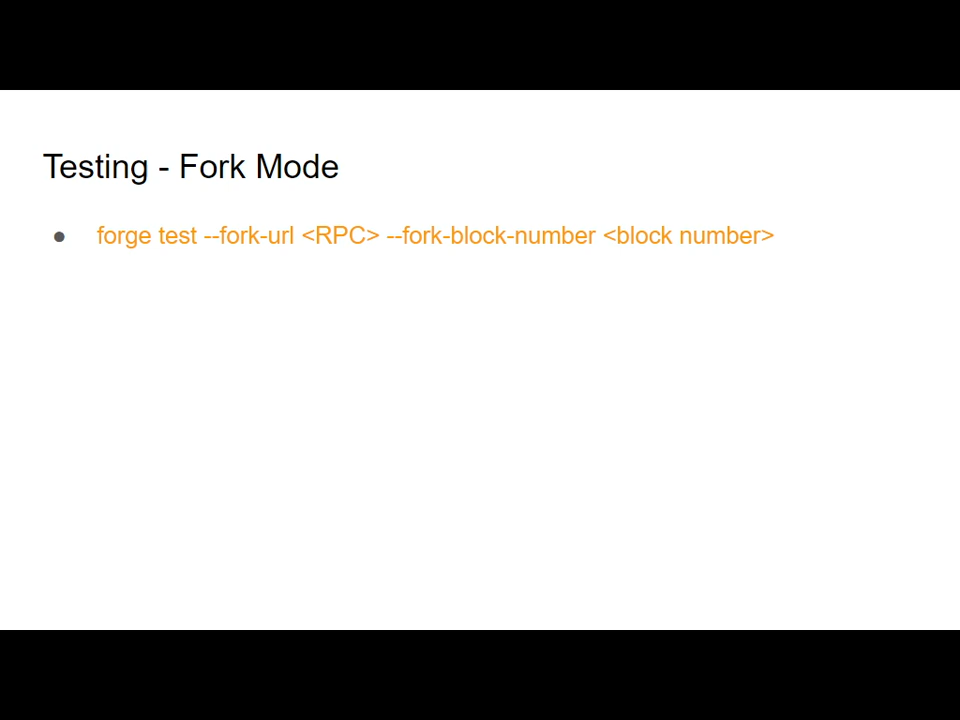 Testing - Fork Mode
● forge test --fork-url <RPC> --fork-block-number <block number>